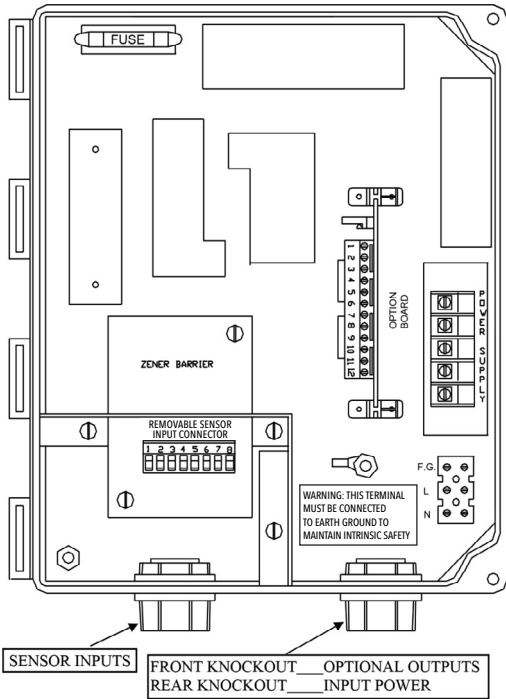 FUSE
1
2
3
4
5
6
7
8
9
10
11
12
OPTION
BOARD
POWER SUPPLY
ZENER BARRIER
REMOVABLE SENSOR
INPUT CONNECTOR
1 2 3 4 5 6 7 8
F.G.
L
N
WARNING: THIS TERMINAL
MUST BE CONNECTED
TO EARTH GROUND TO
MAINTAIN INTRINSIC SAFETY
SENSOR INPUTS
FRONT KNOCKOUT___OPTIONAL OUTPUTS
REAR KNOCKOUT____INPUT POWER